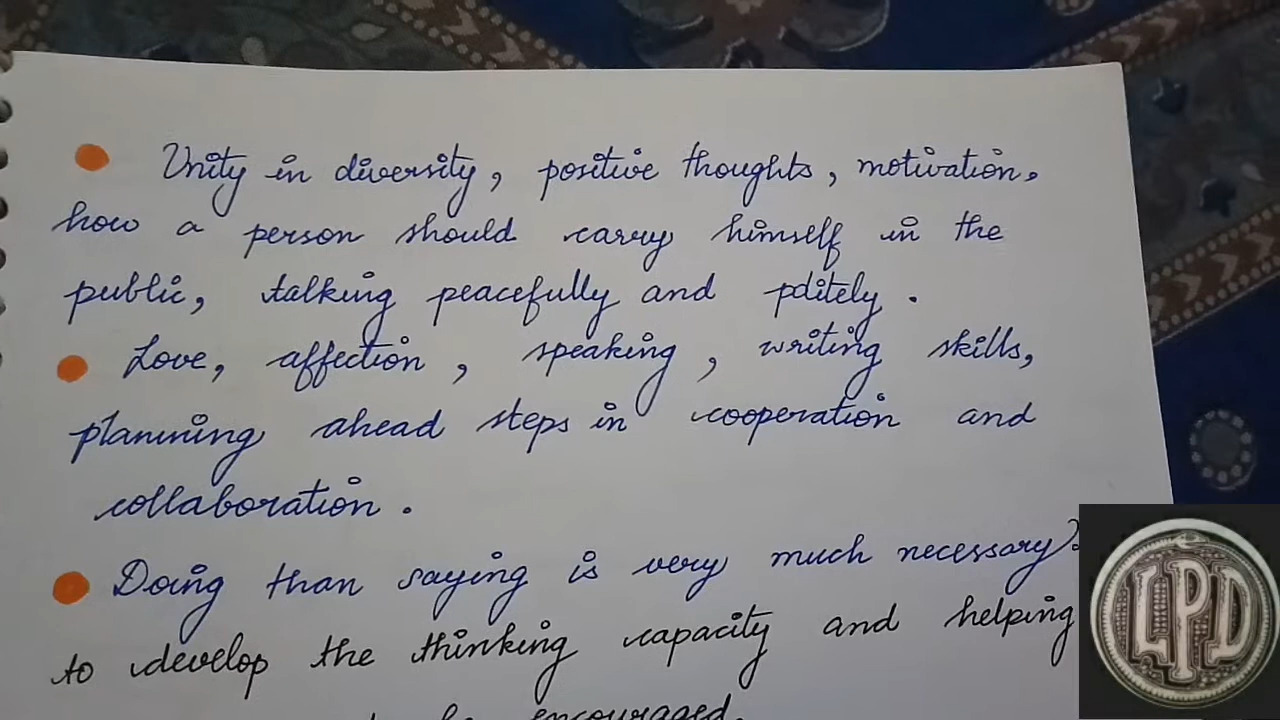 Unity in diversity, positive thoughts, motivation,
how a person should carry himself in the
public, talking peacefully and politely.
Love, affection, speaking, writing skills,
planning ahead steps in cooperation and
collaboration.
Doing than saying is very much necessary
to develop the thinking capacity and helping
encouraged.
LPD